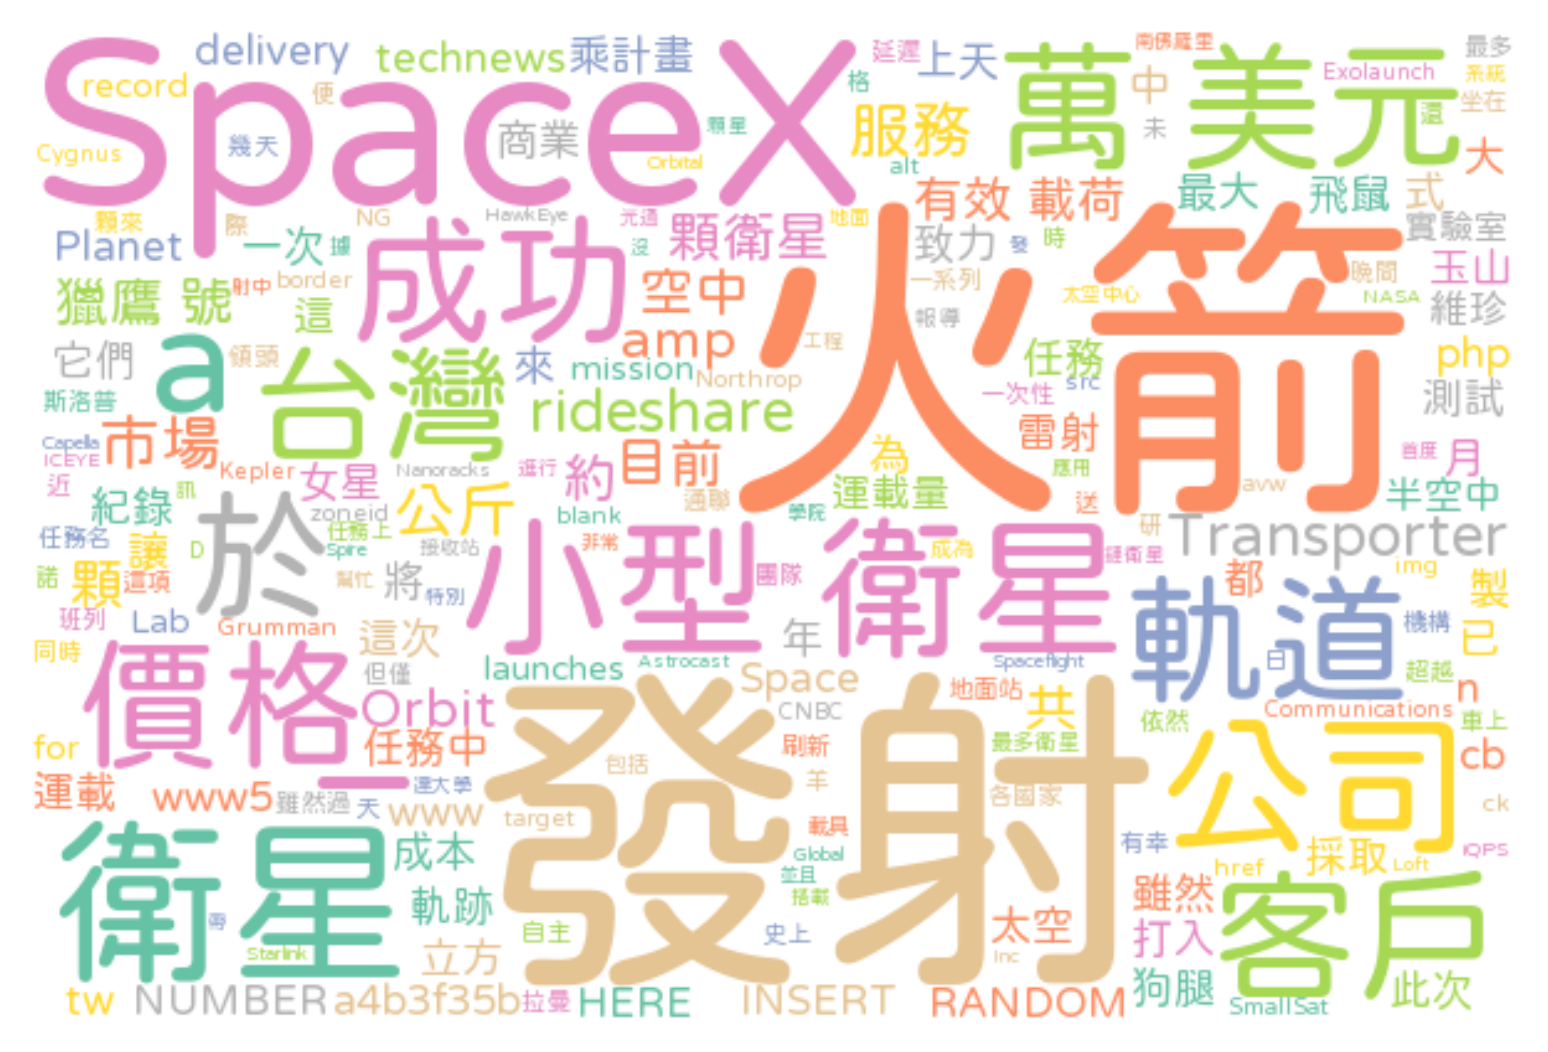 delivery technews 乘計畫 延遲 上天 南佛羅里 最多
SpaceX 萬 美元
record 便 格 中 Exolaunch 系統
Cygnus 幾天 商業 顆星 服務 未 還 坐在
Orbital alt 大
有效 載荷 最大 飛鼠 式
賴來 際 NG HawkEye 元通 顆衛星 地面 致力 發 時 實驗室
Planet 一次 據 成功 沒 火箭 晚間 玉山
獵鷹 號 射中 border 空中 一系列 太空中心 NASA 維珍
這 報導
它們 a 領頭 台灣 來 amp 工程 任務 php
mission Northrop 一次性 src
斯洛普 rideshare 測試
市場 雷射
Capella ICEYE Kepler 女星 Nanoracks 進行 約 目前 為 應用 首度 月
近 紀錄 訊 zoneid 公斤 通聯 運載量 送 avw 半空中
於 blank 學院 研 Transporter
任務名 讓 D 任務上 Spire 接收站 非常 小型 衛星 成為 鏈衛星 img
諾 顆 這項 幫忙 將 特別 團隊 都 製
班列 Lab Grumman 這次 年 軌道 機構 已
同時 價格 但僅 launches Astrocast Spaceflight 日 超越
Orbit Space 地面站 n
CNBC 共 依然 Communications 車上
for 任務中 刷新 最多衛星 公司 cb
運載 www5 雖然過 天 達大學 包括 羊 各國家
www target 發射 載具 ck
衛星 成本 Global 有幸 採取 IQPS
並且 href Loft
軌跡 搭載 雖然 客戶
帶 自主 史上 太空 打入
Starlink 立方 Inc
狗腿 此次
tw NUMBER a4b3f35b 拉曼 HERE INSERT RANDOM SmallSat